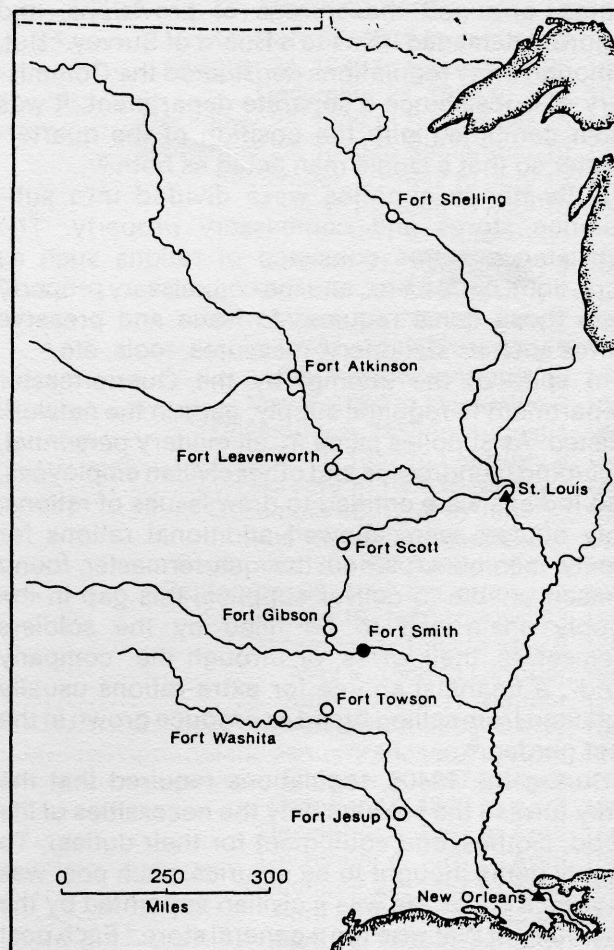 Fort Snelling
Fort Atkinson
Fort Leavenworth
St. Louis
Fort Scott
Fort Gibson
Fort Smith
Fort Towson
Fort Washita
Fort Jesup
0 250 300
Miles
New Orleans